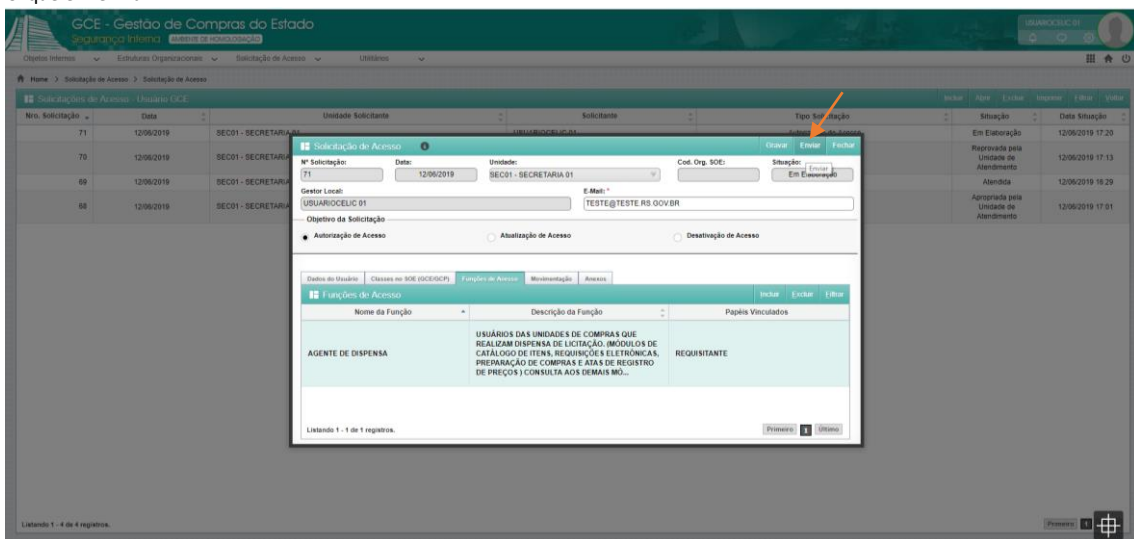 GCE - Gestão de Compras do Estado
Segurança Interna AMBIENTE DE HOMOLOGAÇÃO
USUARIOCELIC 01
Objetos Internos Estruturas Organizacionais Solicitação de Acesso Utilitários
Home > Solicitação de Acesso > Solicitação de Acesso
Solicitações de Acesso - Usuário GCE Incluir Abrir Excluir Imprimir Filtrar Voltar
Nro. Solicitação Data Unidade Solicitante Solicitante Tipo Solicitação Situação Data Situação
71 12/06/2019 SEC01 - SECRETARIA 01 USUARIOCELIC 01 Em Elaboração 12/06/2019 17:20
70 12/06/2019 SEC01 - SECRETARIA Reprovada pela Unidade de Atendimento 12/06/2019 17:13
69 12/06/2019 SEC01 - SECRETARIA Atendida 12/06/2019 16:29
68 12/06/2019 SEC01 - SECRETARIA Apropriada pela Unidade de Atendimento 12/06/2019 17:01
Solicitação de Acesso Gravar Enviar Fechar
Nº Solicitação: Data: Unidade: Cod. Org. SOE: Situação:
Enviar
71 12/06/2019 SEC01 - SECRETARIA 01 Em Elaboração
Gestor Local: E-Mail: *
USUARIOCELIC 01 TESTE@TESTE.RS.GOV.BR
Objetivo da Solicitação
Autorização de Acesso Atualização de Acesso Desativação de Acesso
Dados do Usuário Classes no SOE (GCE/GCP) Funções de Acesso Movimentação Anexos
Funções de Acesso Incluir Excluir Filtrar
Nome da Função Descrição da Função Papéis Vinculados
USUÁRIOS DAS UNIDADES DE COMPRAS QUE
REALIZAM DISPENSA DE LICITAÇÃO. (MÓDULOS DE
AGENTE DE DISPENSA CATÁLOGO DE ITENS, REQUISIÇÕES ELETRÔNICAS, REQUISITANTE
PREPARAÇÃO DE COMPRAS E ATAS DE REGISTRO
DE PREÇOS ) CONSULTA AOS DEMAIS MÓ...
Listando 1 - 1 de 1 registros. Primeiro 1 Último
Listando 1 - 4 de 4 registros. Primeiro 1